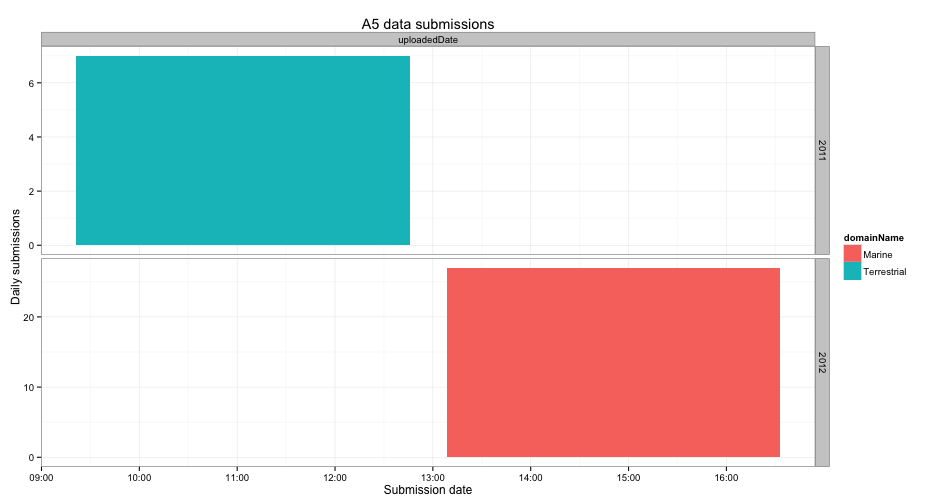 A5 data submissions
uploadedDate
6
4
2
0
2011
Daily submissions
20
10
0
2012
09:00 10:00 11:00 12:00 13:00 14:00 15:00 16:00
Submission date
domainName
Marine
Terrestrial